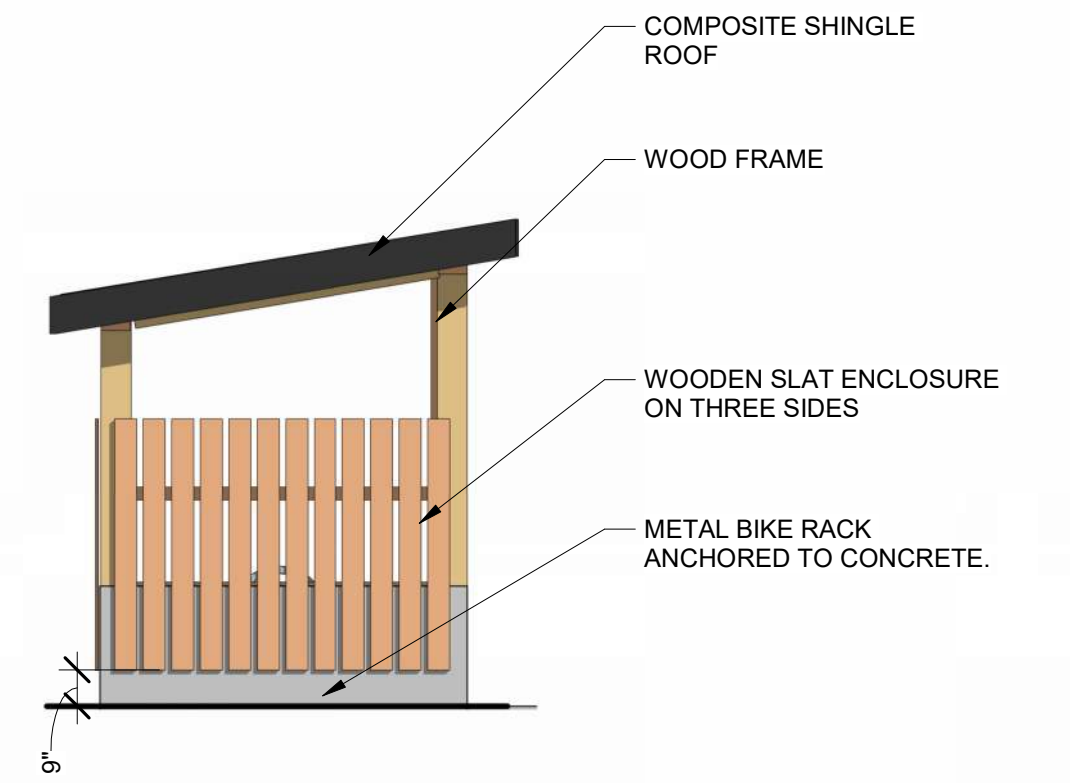 COMPOSITE SHINGLE
ROOF
WOOD FRAME
WOODEN SLAT ENCLOSURE
ON THREE SIDES
METAL BIKE RACK
ANCHORED TO CONCRETE.
9"